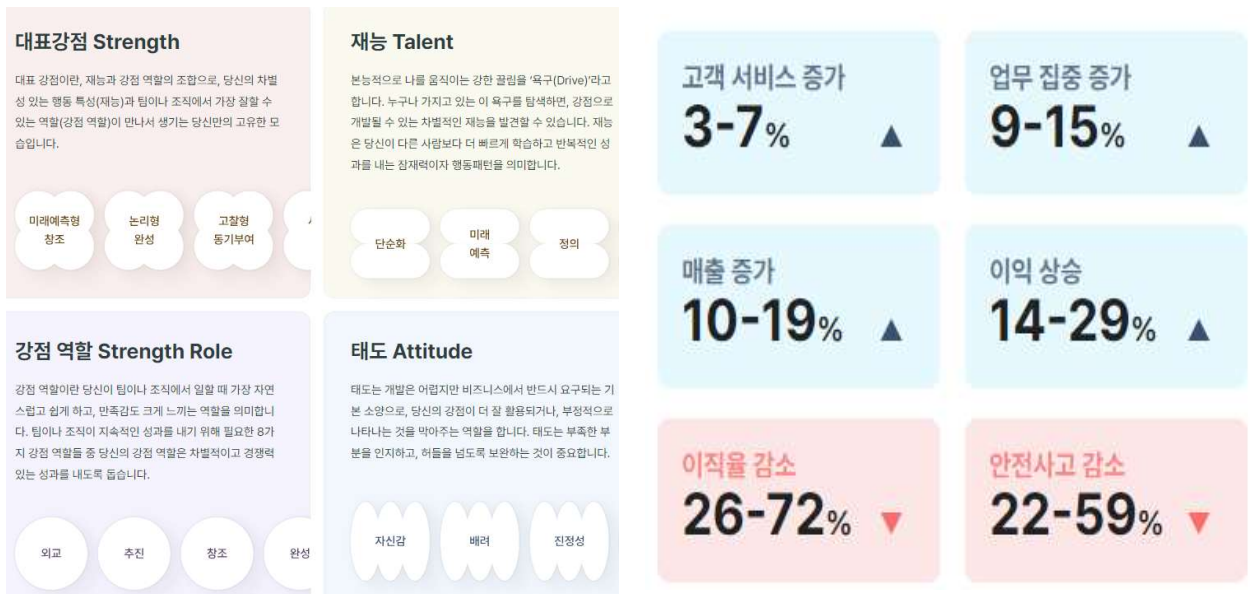 대표강점 Strength
대표 강점이란, 재능과 강점 역할의 조합으로, 당신의 차별
성 있는 행동 특성(재능)과 팀이나 조직에서 가장 잘할 수
있는 역할(강점 역할)이 만나서 생기는 당신만의 고유한 모
습입니다.
미래예측형
창조
논리형
완성
고찰형
동기부여
재능 Talent
본능적으로 나를 움직이는 강한 끌림을 '욕구(Drive)'라고
합니다. 누구나 가지고 있는 이 욕구를 탐색하면, 강점으로
개발될 수 있는 차별적인 재능을 발견할 수 있습니다. 재능
은 당신이 다른 사람보다 더 빠르게 학습하고 반복적인 성
과를 내는 잠재력이자 행동패턴을 의미합니다.
단순화
미래
예측
정의
강점 역할 Strength Role
강점 역할이란 당신이 팀이나 조직에서 일할 때 가장 자연
스럽고 쉽게 하고, 만족감도 크게 느끼는 역할을 의미합니
다. 팀이나 조직이 지속적인 성과를 내기 위해 필요한 8가
지 강점 역할들 중 당신의 강점 역할은 차별적이고 경쟁력
있는 성과를 내도록 돕습니다.
외교
추진
창조
완성
태도 Attitude
태도는 개발은 어렵지만 비즈니스에서 반드시 요구되는 기
본 소양으로, 당신의 강점이 더 잘 활용되거나, 부정적으로
나타나는 것을 막아주는 역할을 합니다. 태도는 부족한 부
분을 인지하고, 허들을 넘도록 보완하는 것이 중요합니다.
자신감
배려
진정성
고객 서비스 증가
3-7% ▲
업무 집중 증가
9-15% ▲
매출 증가
10-19% ▲
이익 상승
14-29% ▲
이직율 감소
26-72% ▼
안전사고 감소
22-59% ▼